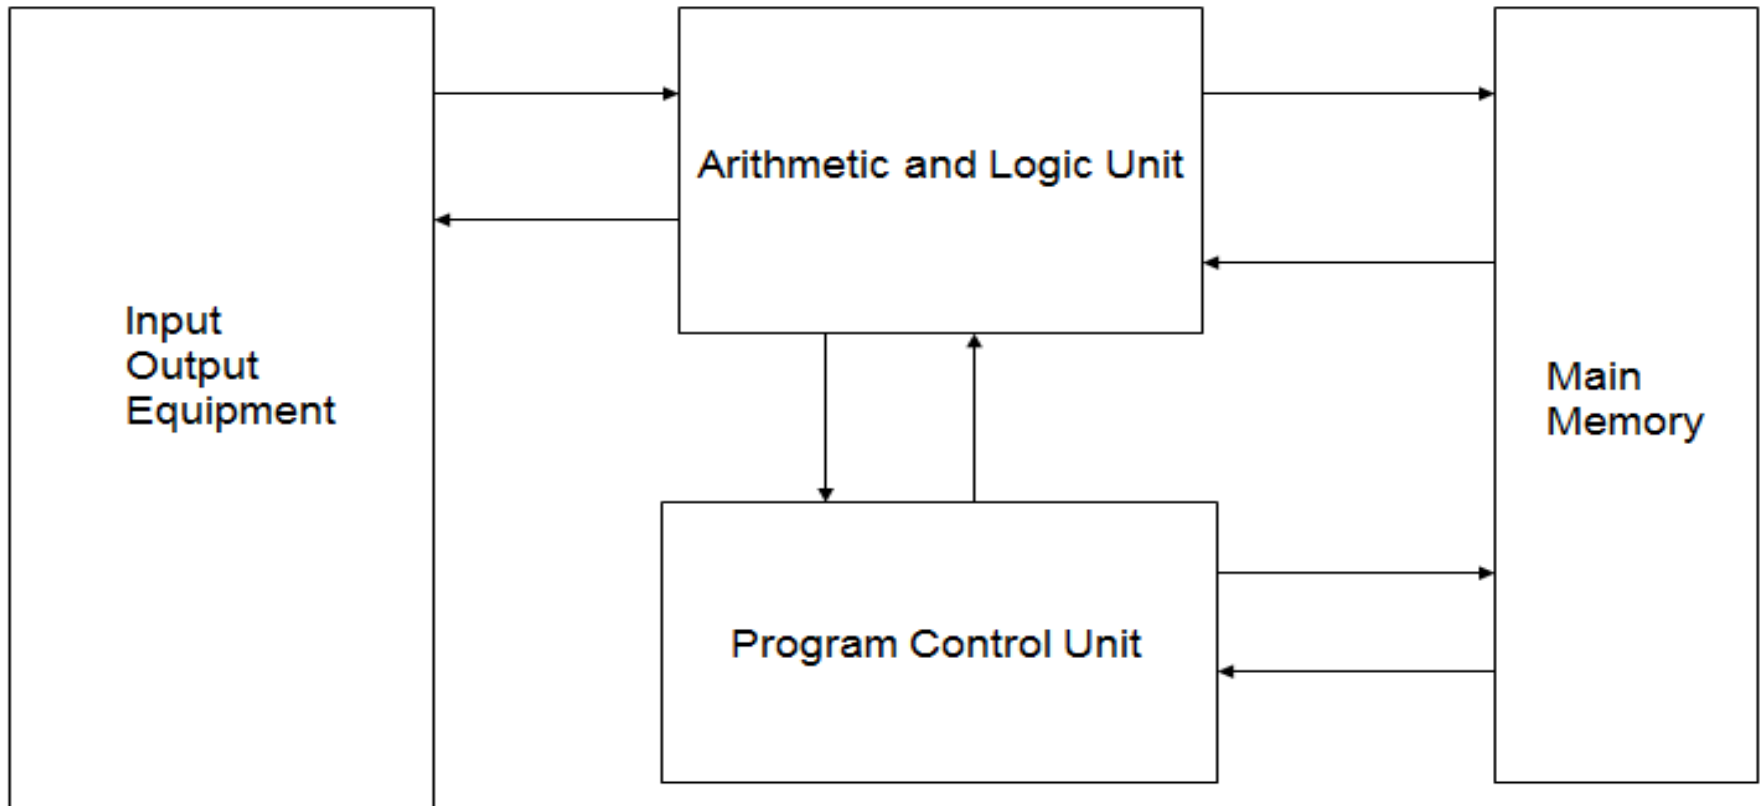 Arithmetic and Logic Unit
Input
Output
Equipment
Main
Memory
Program Control Unit